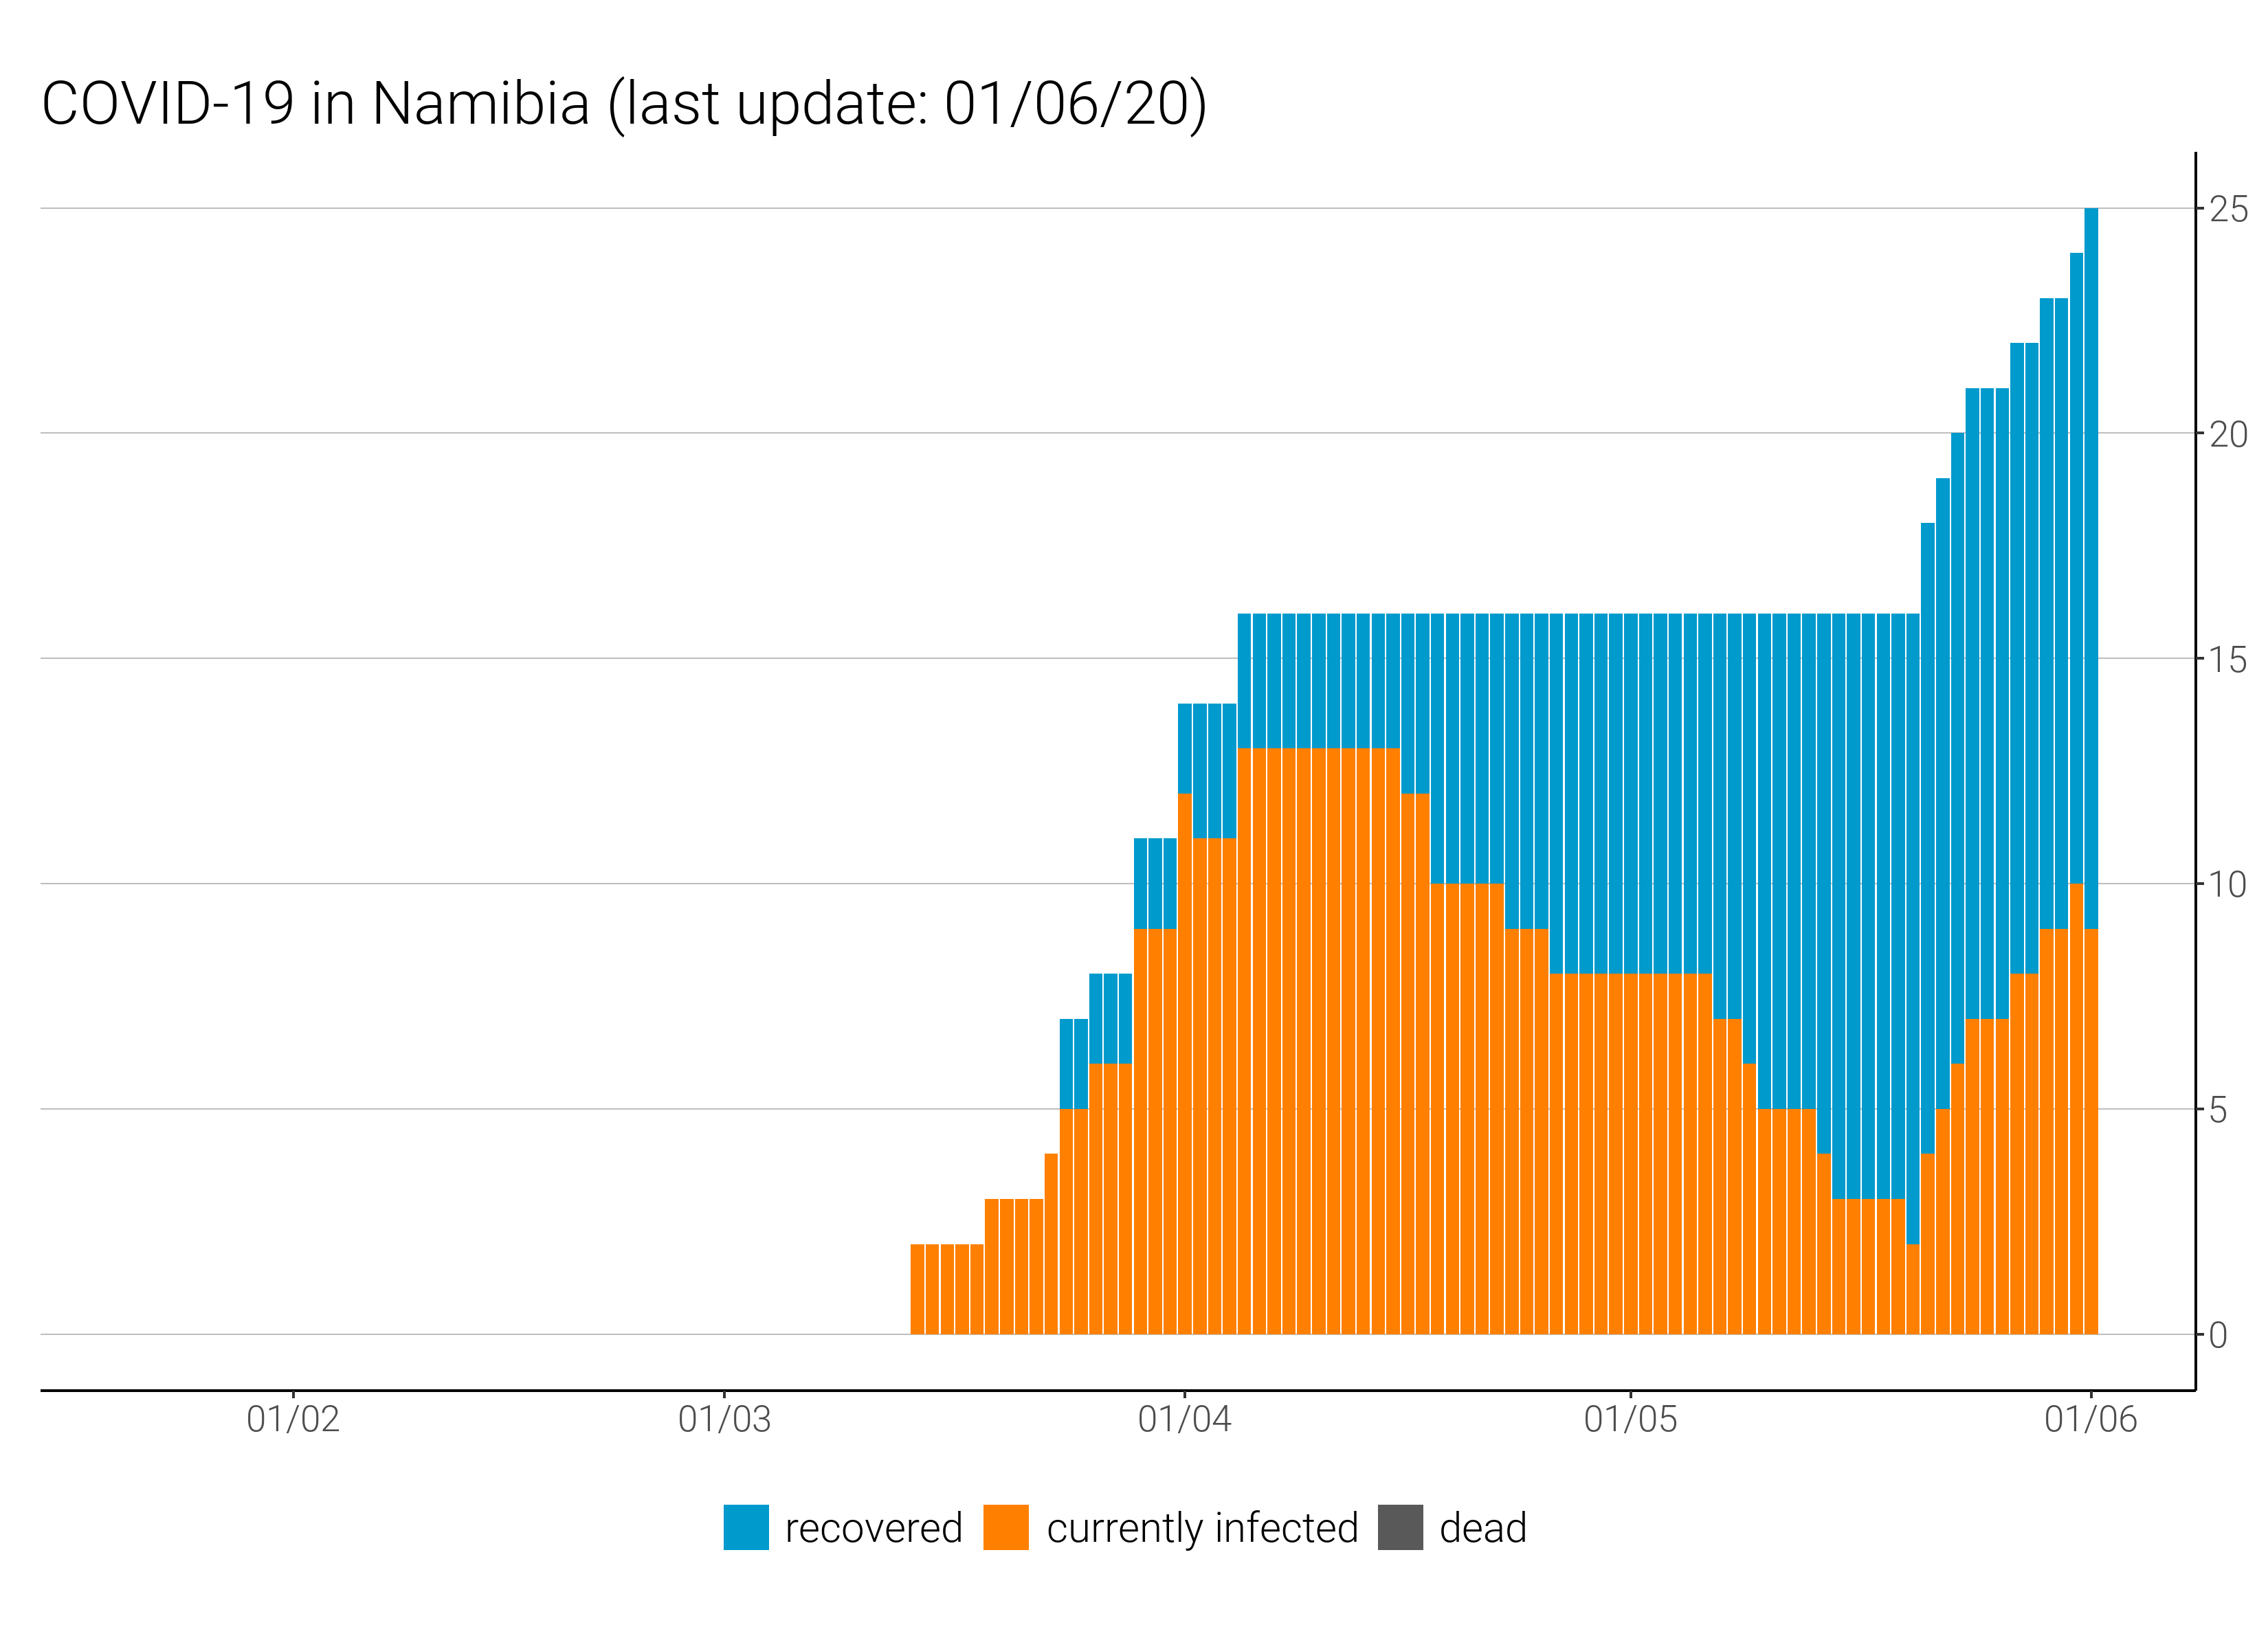 COVID-19 in Namibia (last update: 01/06/20)
25
20
15
10
5
0
01/02 01/03 01/04 01/05 01/06
recovered currently infected dead